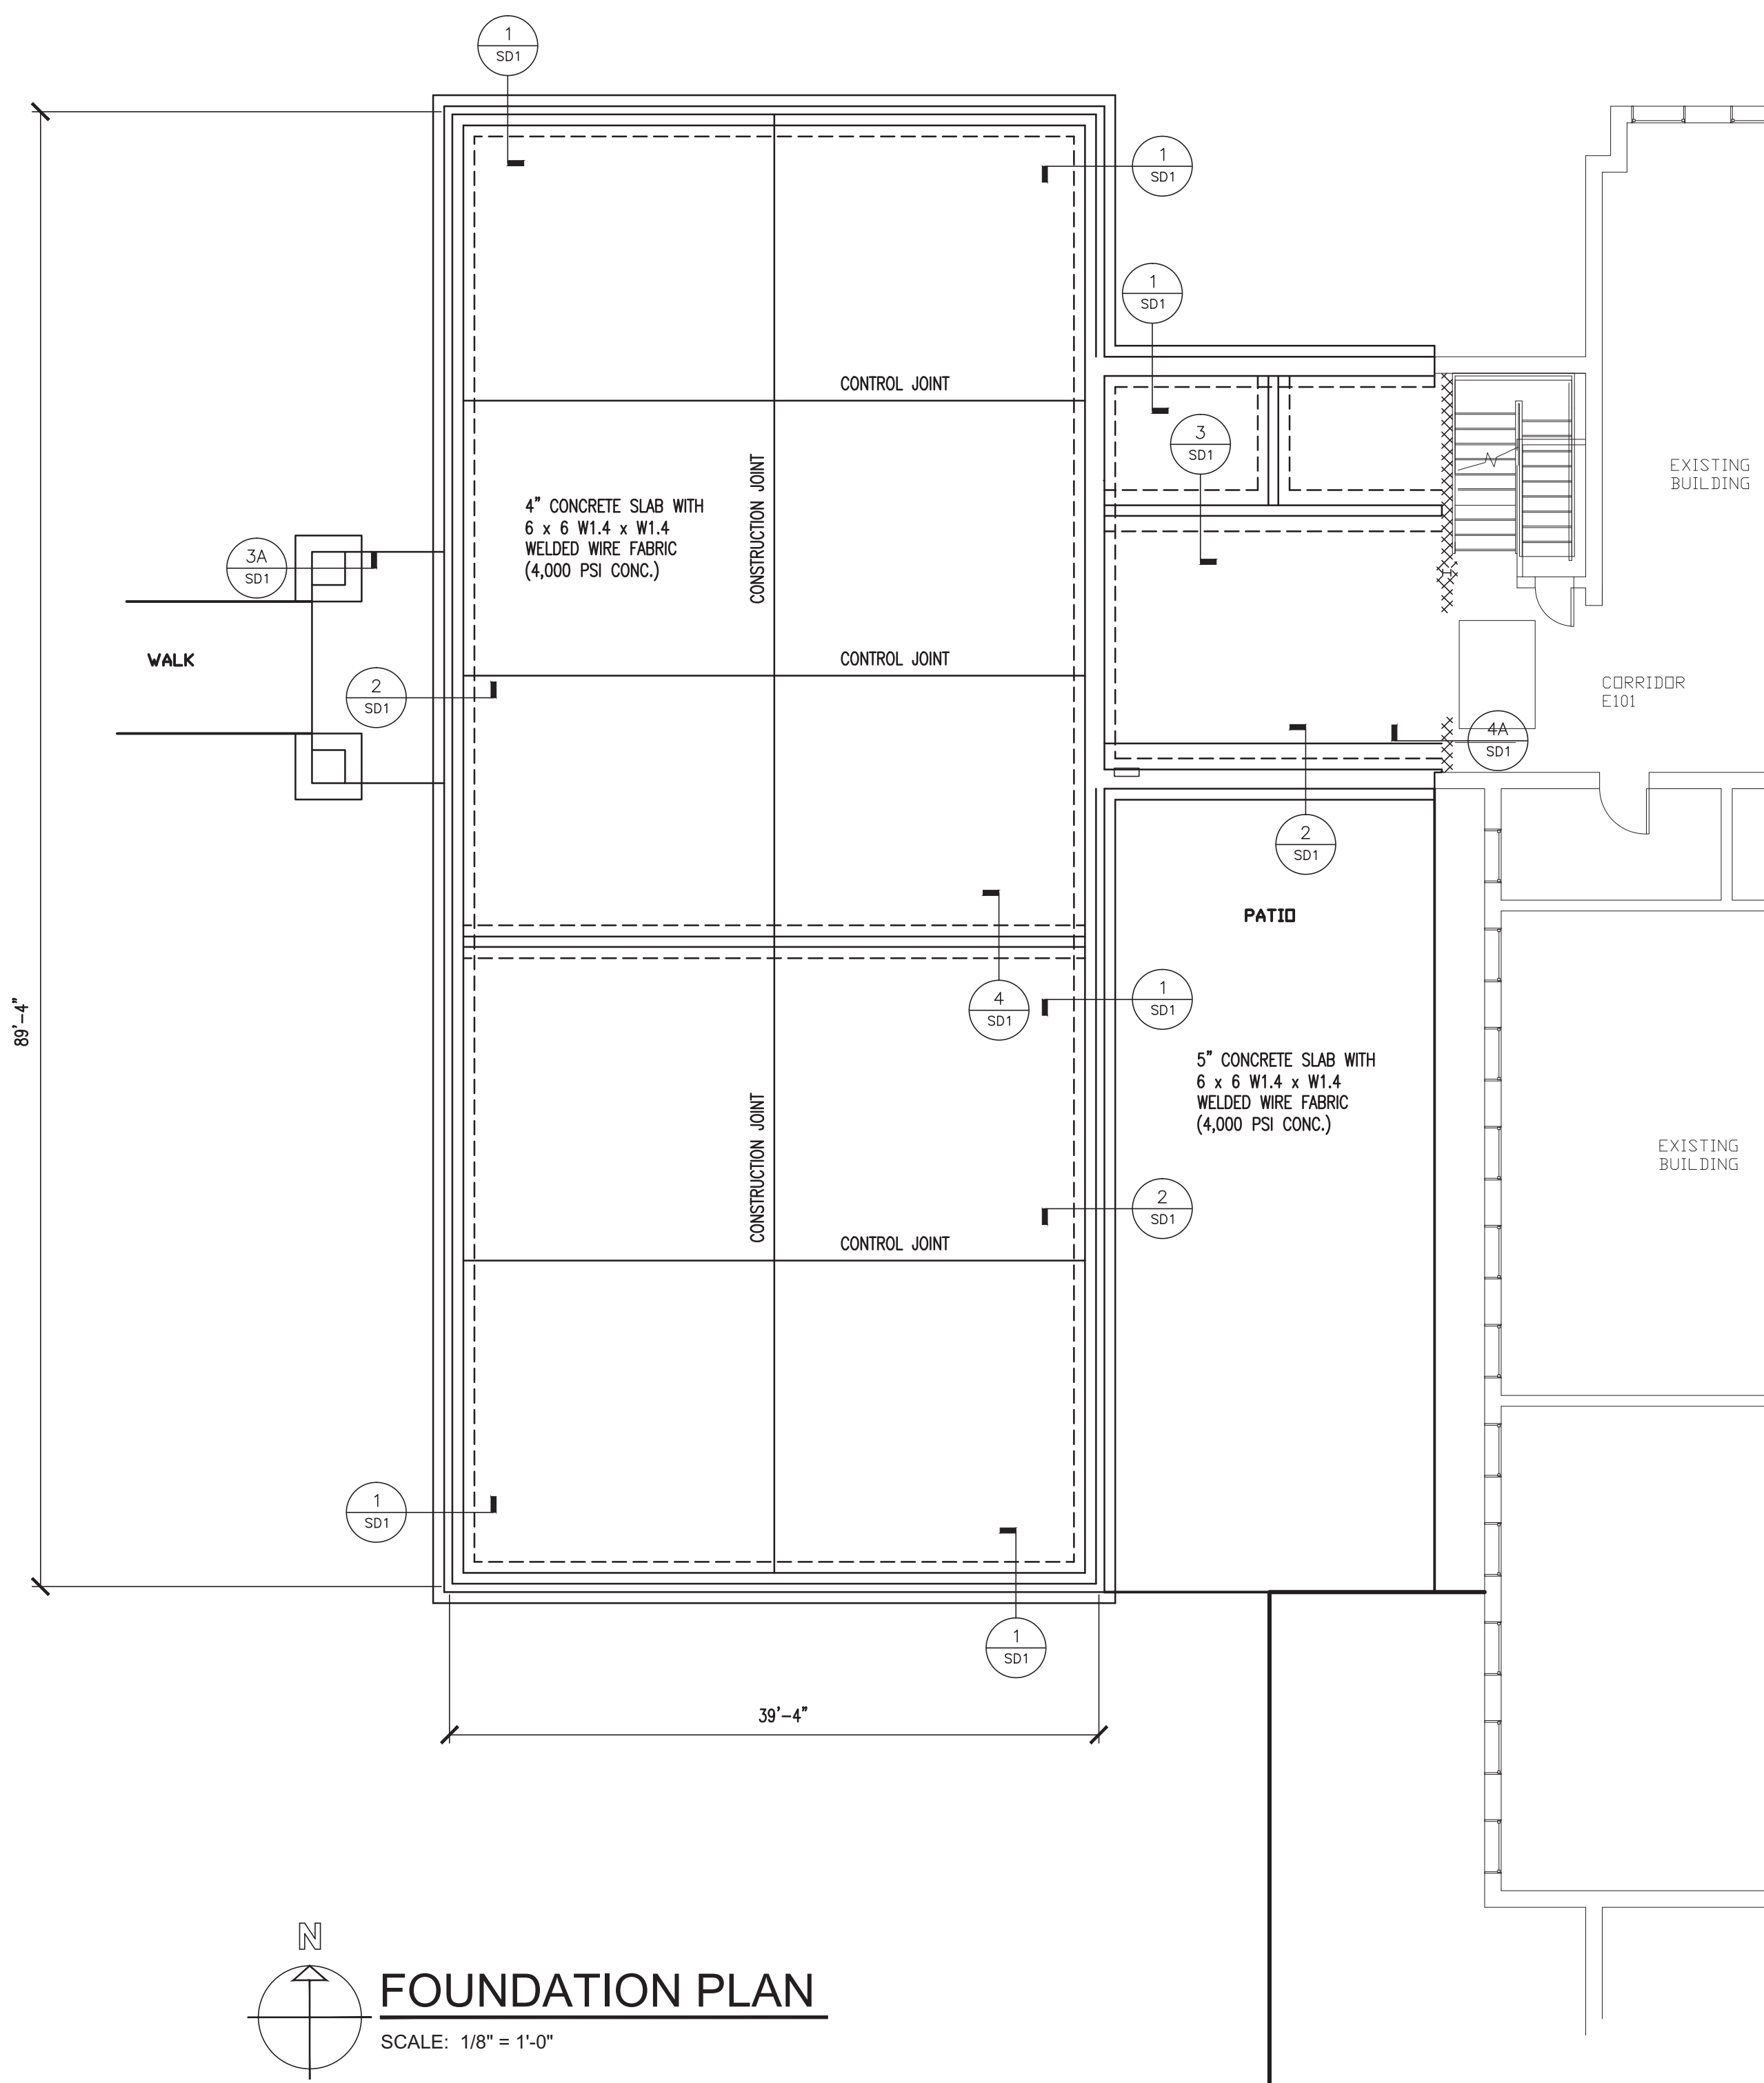 1
SD1
1
SD1
1
SD1
CONTROL JOINT
3
SD1
EXISTING
BUILDING
CONSTRUCTION JOINT
4” CONCRETE SLAB WITH
6 x 6 W1.4 x W1.4
WELDED WIRE FABRIC
(4,000 PSI CONC.)
3A
SD1
WALK
CONTROL JOINT
2
SD1
CORRIDOR
E101
4A
SD1
2
SD1
PATIO
4
SD1
1
SD1
89'-4”
5” CONCRETE SLAB WITH
6 x 6 W1.4 x W1.4
WELDED WIRE FABRIC
(4,000 PSI CONC.)
EXISTING
BUILDING
CONSTRUCTION JOINT
2
SD1
CONTROL JOINT
1
SD1
1
SD1
39'-4”
N
FOUNDATION PLAN
SCALE: 1/8" = 1'-0"